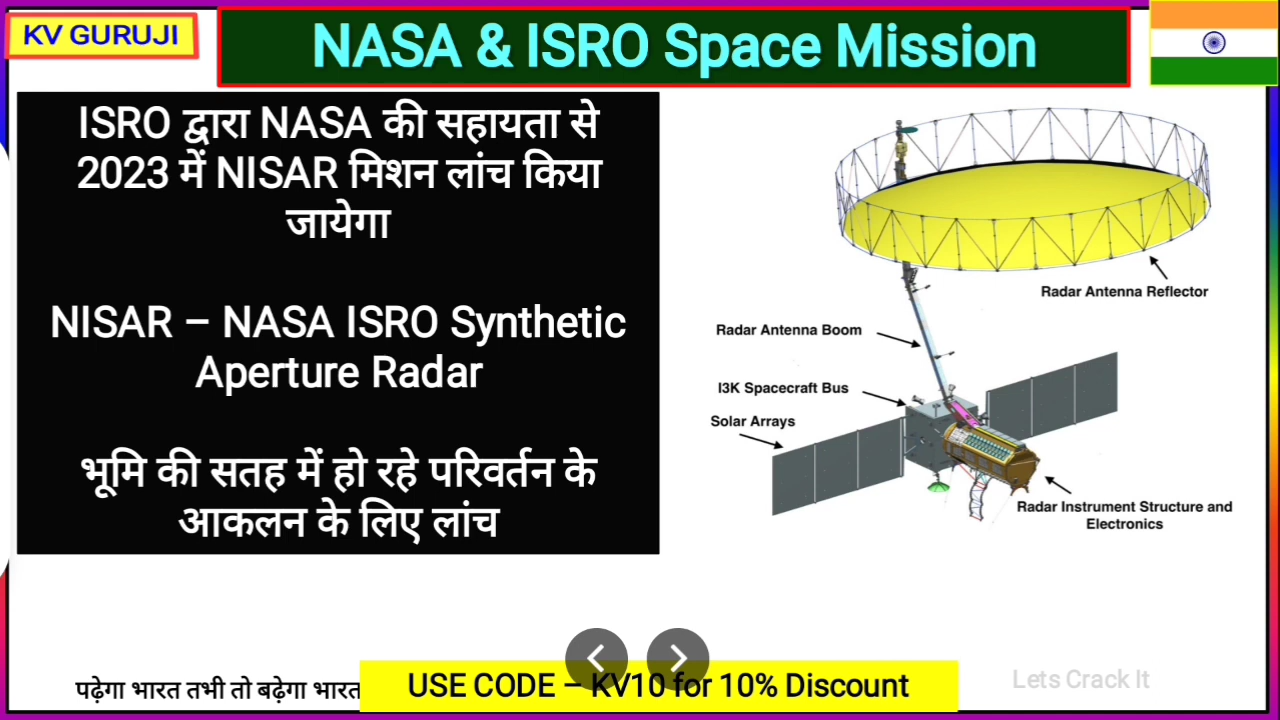 KV GURUJI
NASA & ISRO Space Mission
ISRO द्वारा NASA की सहायता से
2023 में NISAR मिशन लांच किया
जायेगा
NISAR – NASA ISRO Synthetic
Aperture Radar
भूमि की सतह में हो रहे परिवर्तन के
आकलन के लिए लांच
Radar Antenna Reflector
Radar Antenna Boom
I3K Spacecraft Bus
Solar Arrays
Radar Instrument Structure and
Electronics
पढ़ेगा भारत तभी तो बढ़ेगा भारत
USE CODE – KV10 for 10% Discount
Lets Crack It